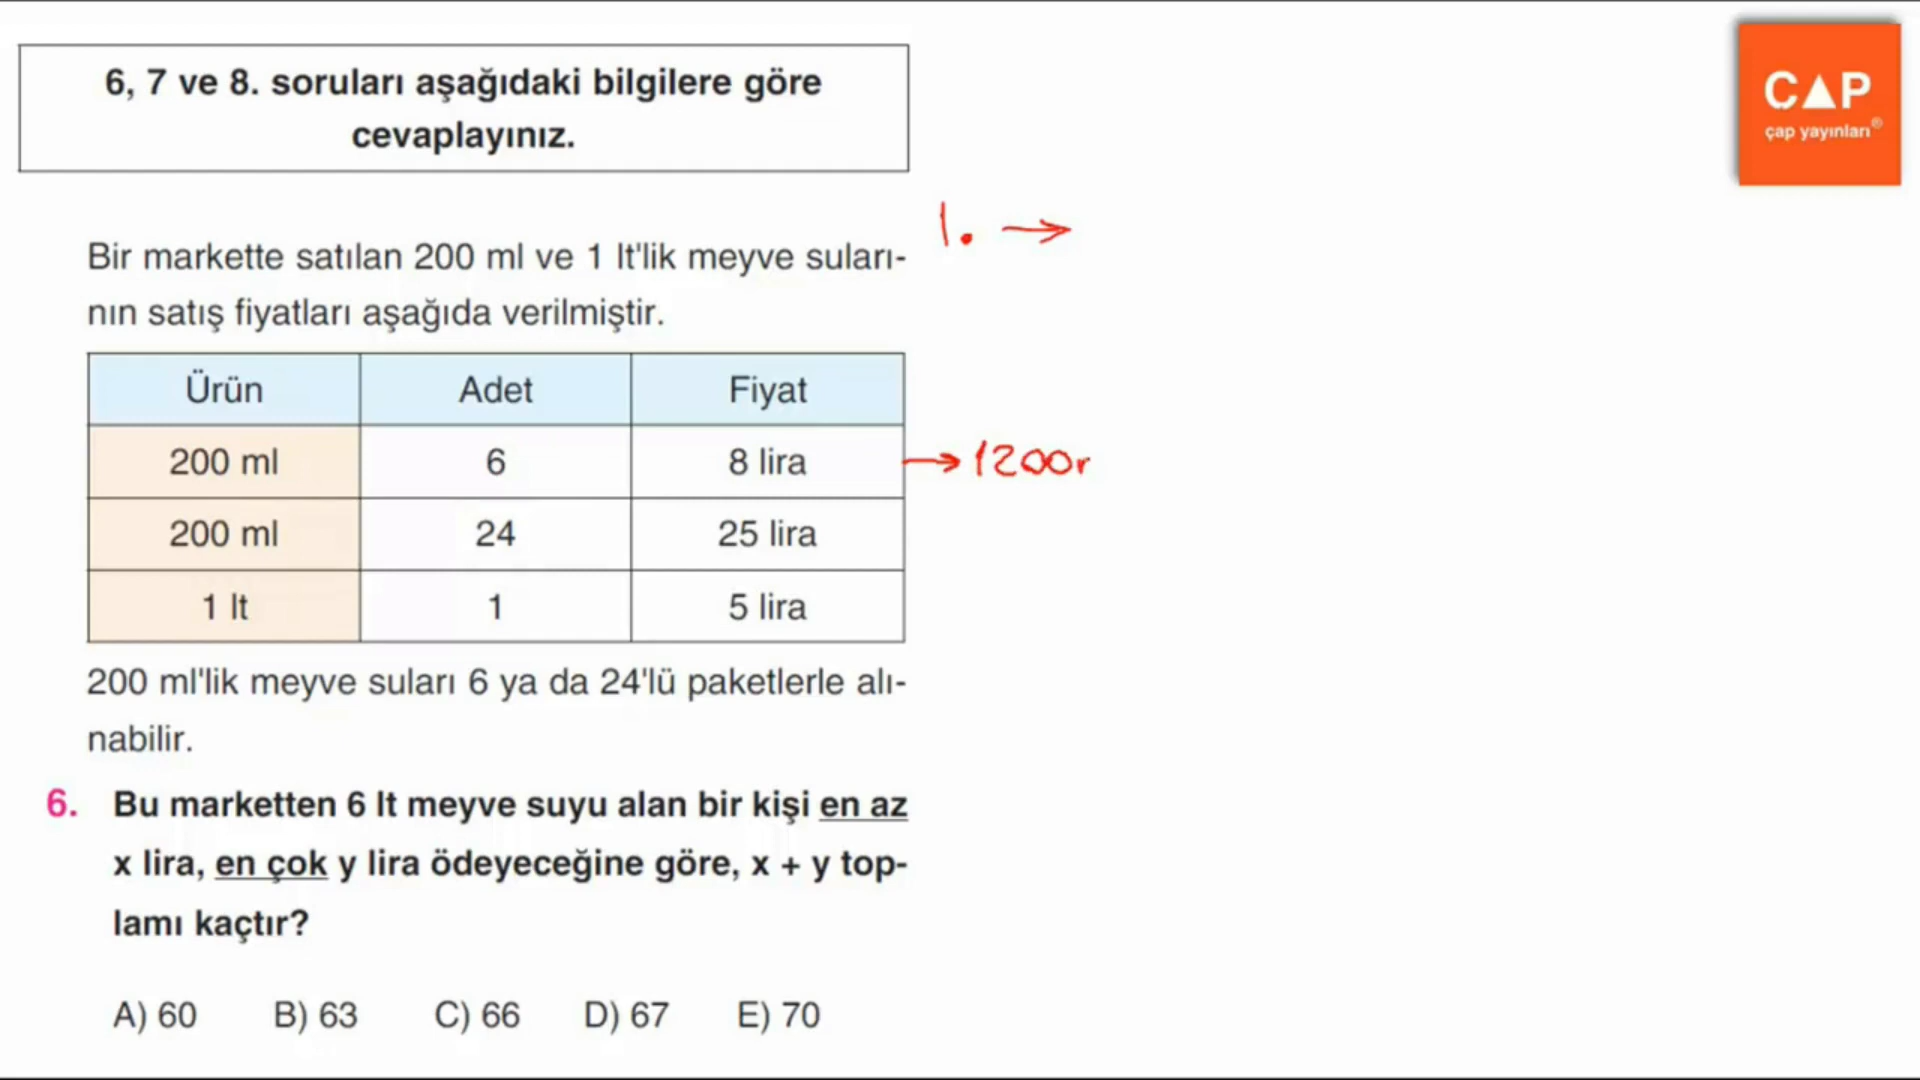 6, 7 ve 8. soruları aşağıdaki bilgilere göre
cevaplayınız.
ÇAP
çap yayınları®
1. →
Bir markette satılan 200 ml ve 1 lt'lik meyve suları-
nın satış fiyatları aşağıda verilmiştir.
Ürün Adet Fiyat
200 ml 6 8 lira → 1200
200 ml 24 25 lira
1 lt 1 5 lira
200 ml'lik meyve suları 6 ya da 24'lü paketlerle alı-
nabilir.
6. Bu marketten 6 lt meyve suyu alan bir kişi en az
x lira, en çok y lira ödeyeceğine göre, x + y top-
lamı kaçtır?
A) 60 B) 63 C) 66 D) 67 E) 70